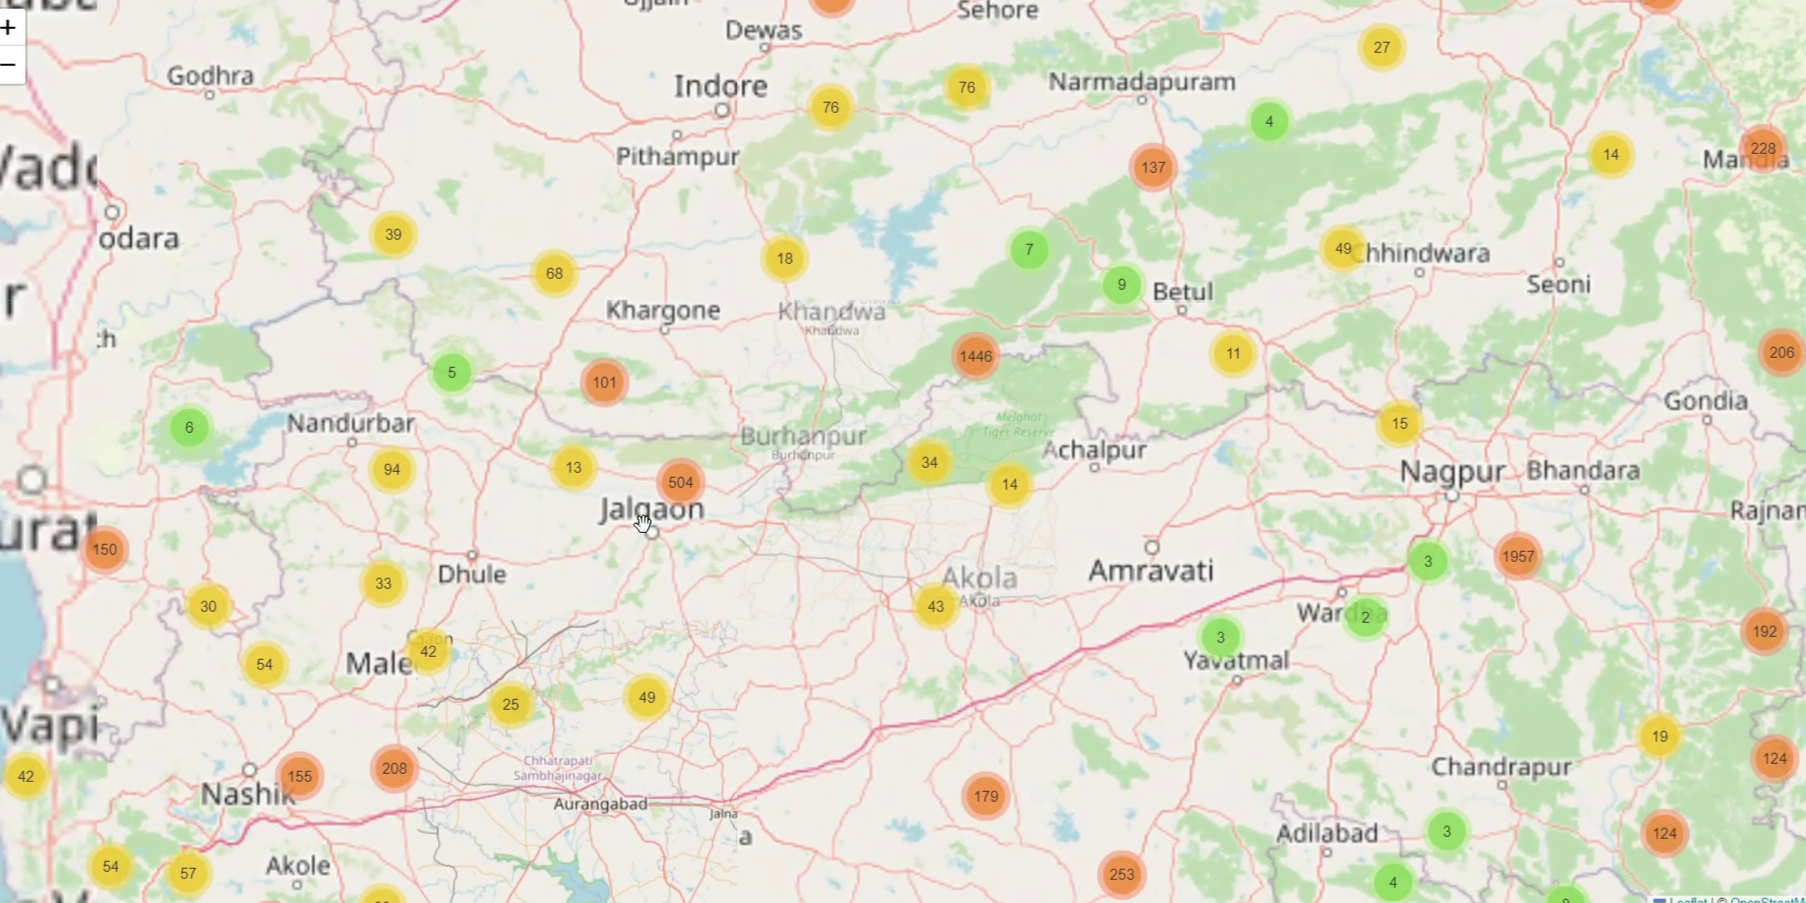 +
−
Dewas
Sehore
27
Godhra
Indore
76
76
Narmadapuram
4
Pithampur
137
14
228
Mandla
odara
39
68
18
7
49
Chhindwara
9
Betul
Seoni
r
Khargone
Khandwa
Khandwa
1446
11
206
5
101
6
Nandurbar
Burhanpur
Burhanpur
Melghat
Tiger Reserve
Achalpur
15
Gondia
94
13
504
34
14
Nagpur
Bhandara
Jalgaon
Rajnan
urat
150
Dhule
33
Akola
Akola
Amravati
3
1957
30
43
Wardha
2
192
54
Male
42
3
Yavatmal
25
49
Vapi
19
42
155
208
Chhatrapati
Sambhajinagar
Chandrapur
124
Nashik
Aurangabad
Jalna
179
a
Adilabad
3
124
54
57
Akole
253
4
Leaflet | © OpenStreetM